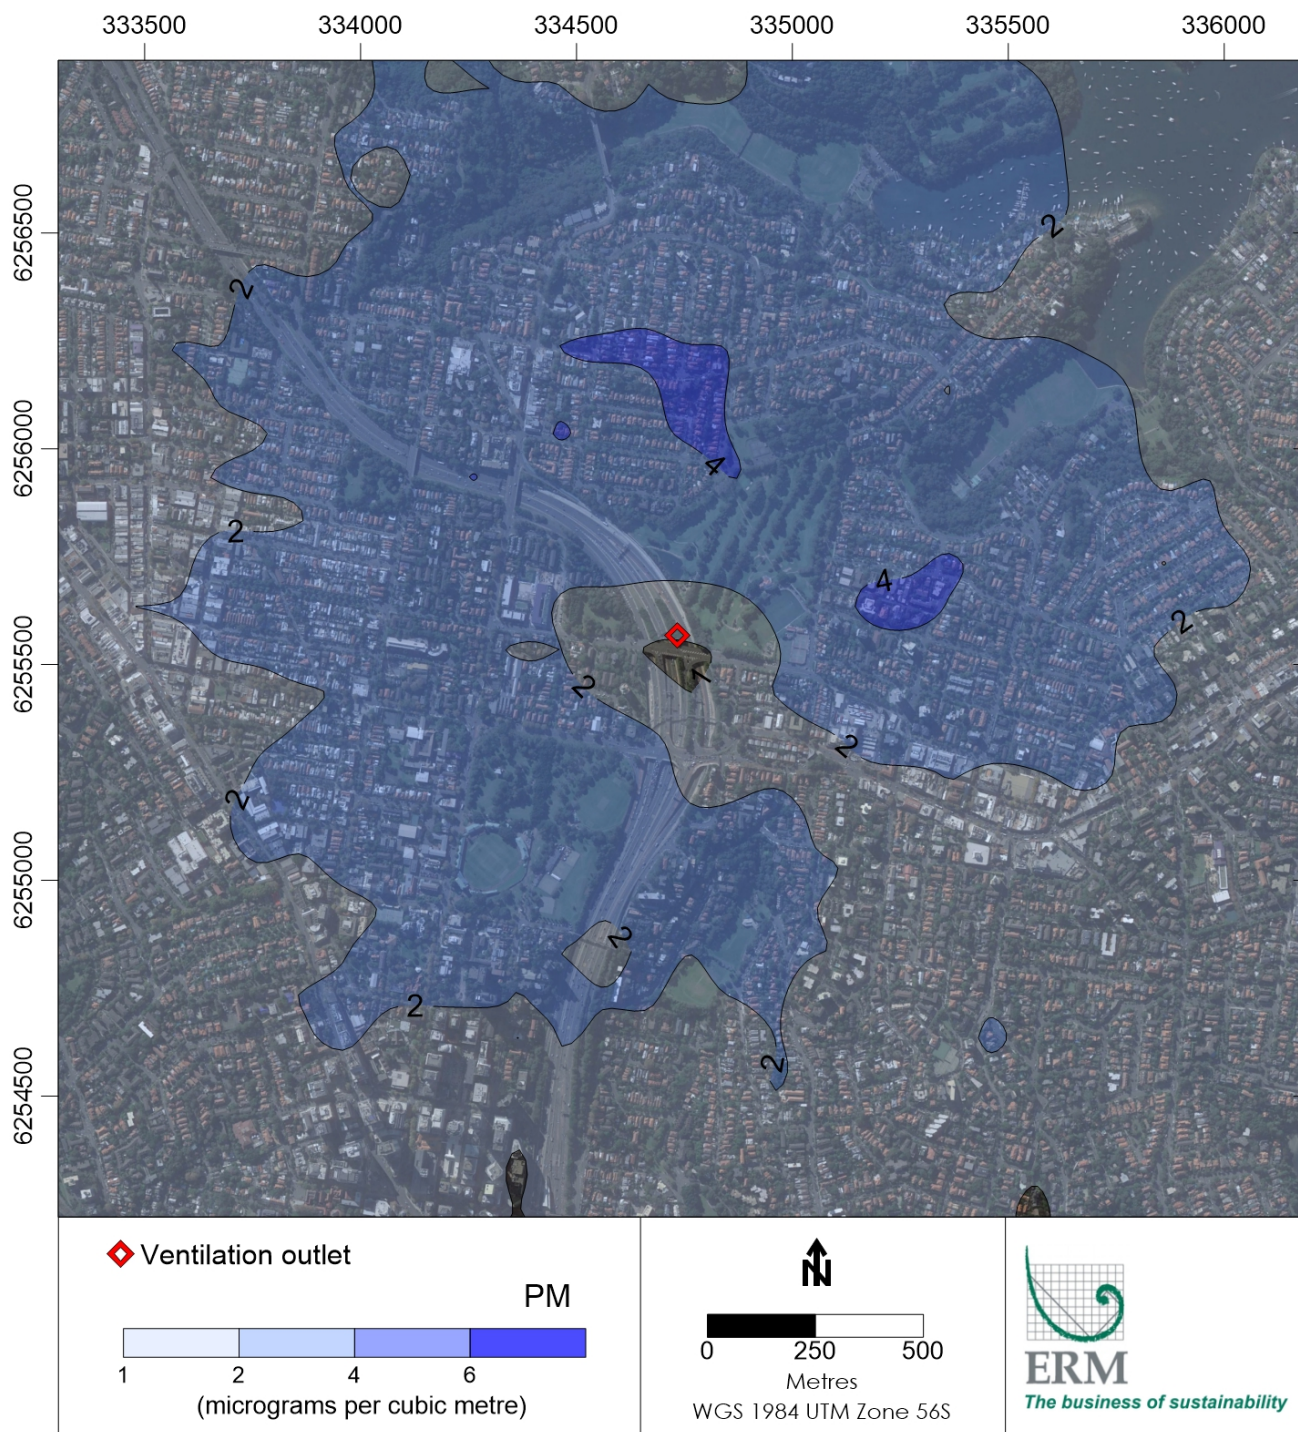 333500 334000 334500 335000 335500 336000
6256500
6256000
6255500
6255000
6254500
2
2
4
2
4
2
1
2
2
2
2
2
2
Ventilation outlet
PM
1 2 4 6
(micrograms per cubic metre)
N
0 250 500
Metres
WGS 1984 UTM Zone 56S
ERM
The business of sustainability